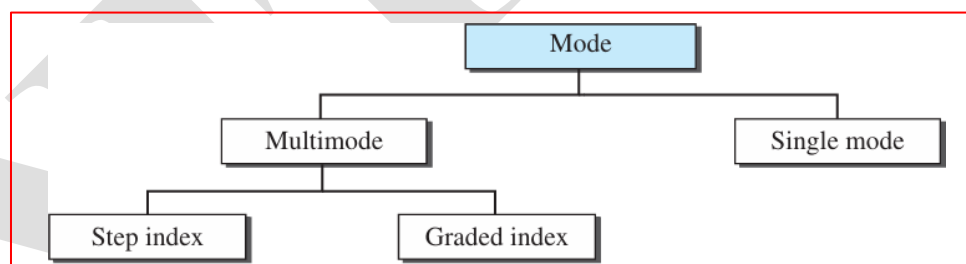 Mode
Multimode
Single mode
Step index
Graded index